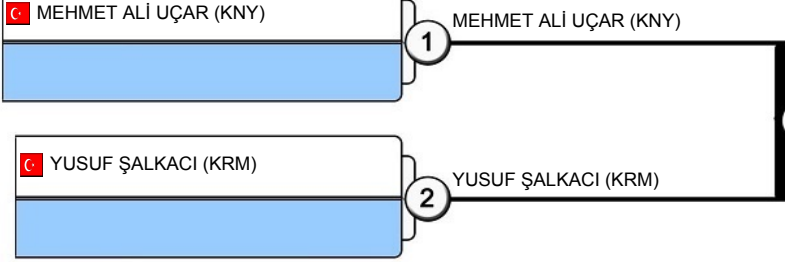 MEHMET ALİ UÇAR (KNY)
1
MEHMET ALİ UÇAR (KNY)
YUSUF ŞALKACI (KRM)
2
YUSUF ŞALKACI (KRM)